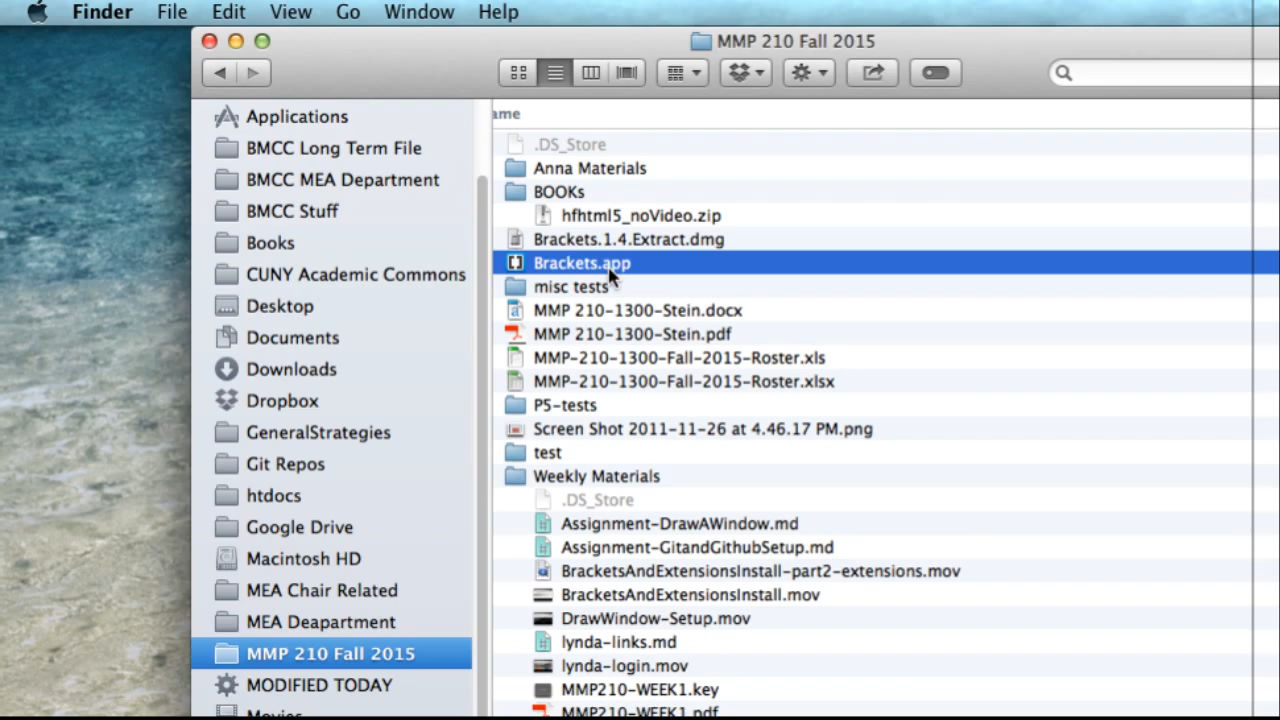 Finder File Edit View Go Window Help
MMP 210 Fall 2015
Applications
BMCC Long Term File
BMCC MEA Department
BMCC Stuff
Books
CUNY Academic Commons
Desktop
Documents
Downloads
Dropbox
GeneralStrategies
Git Repos
htdocs
Google Drive
Macintosh HD
MEA Chair Related
MEA Deapartment
MMP 210 Fall 2015
MODIFIED TODAY
Movies
ame
.DS_Store
Anna Materials
BOOKs
hfhtml5_noVideo.zip
Brackets.1.4.Extract.dmg
Brackets.app
misc tests
MMP 210-1300-Stein.docx
MMP 210-1300-Stein.pdf
MMP-210-1300-Fall-2015-Roster.xls
MMP-210-1300-Fall-2015-Roster.xlsx
P5-tests
Screen Shot 2011-11-26 at 4.46.17 PM.png
test
Weekly Materials
.DS_Store
Assignment-DrawAWindow.md
Assignment-GitandGithubSetup.md
BracketsAndExtensionsInstall-part2-extensions.mov
BracketsAndExtensionsInstall.mov
DrawWindow-Setup.mov
lynda-links.md
lynda-login.mov
MMP210-WEEK1.key
MMP210-WEEK1.pdf